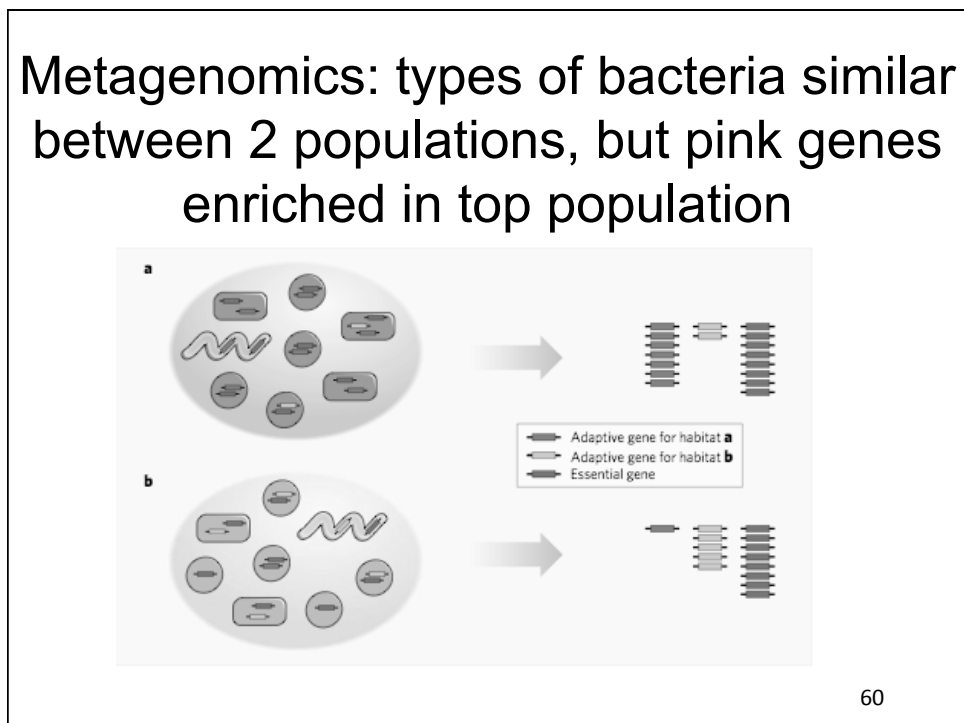 Metagenomics: types of bacteria similar
between 2 populations, but pink genes
enriched in top population
a
Adaptive gene for habitat a
Adaptive gene for habitat b
Essential gene
b
60